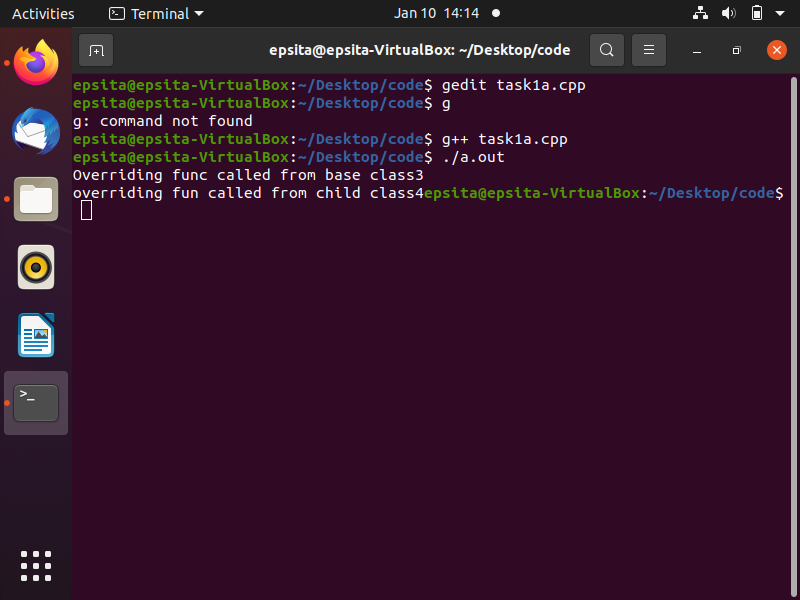 Activities Terminal Jan 10 14:14
epsita@epsita-VirtualBox: ~/Desktop/code
epsita@epsita-VirtualBox:~/Desktop/code$ gedit task1a.cpp
epsita@epsita-VirtualBox:~/Desktop/code$ g
g: command not found
epsita@epsita-VirtualBox:~/Desktop/code$ g++ task1a.cpp
epsita@epsita-VirtualBox:~/Desktop/code$ ./a.out
Overriding func called from base class3
overriding fun called from child class4epsita@epsita-VirtualBox:~/Desktop/code$
>_